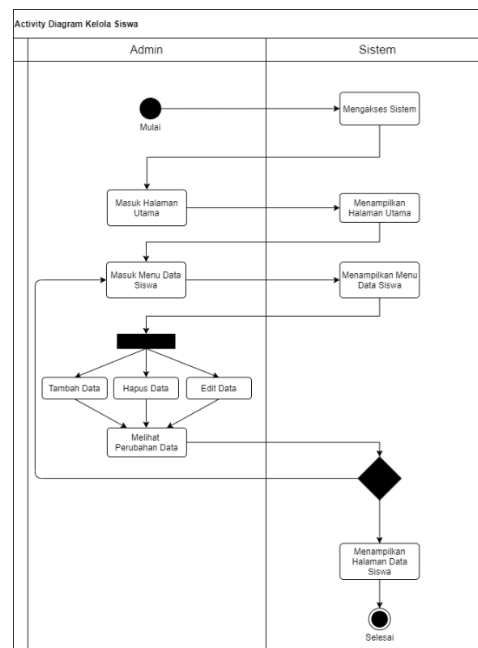 Activity Diagram Kelola Siswa
Admin
Sistem
Mulai
Mengakses Sistem
Masuk Halaman
Utama
Menampilkan
Halaman Utama
Masuk Menu Data
Siswa
Menampilkan Menu
Data Siswa
Tambah Data
Hapus Data
Edit Data
Melihat
Perubahan Data
Menampilkan
Halaman Data
Siswa
Selesai